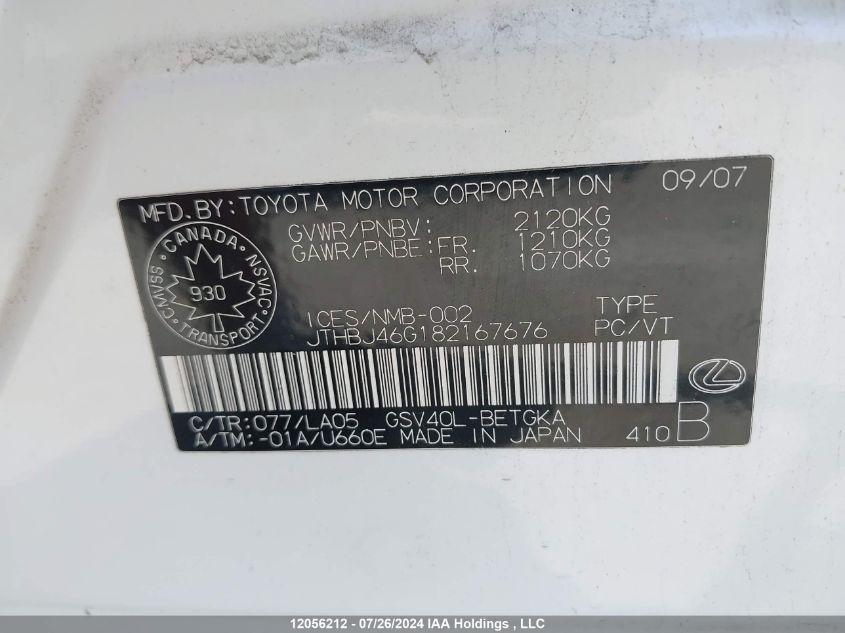 MFD.BY:TOYOTA MOTOR CORPORATION 09/07
GVWR/PNBV: 2120KG
GAWR/PNBE:FR. 1210KG
RR. 1070KG
CANADA
CMVSS 930 NSVAC
TRANSPORT
ICES/NMB-002 TYPE
JTHBJ46G182167676 PC/VT
C/TR:077/LA05 GSV40L-BETGKA
A/TM:-01A/U660E MADE IN JAPAN 410 B
12056212 - 07/26/2024 IAA Holdings , LLC